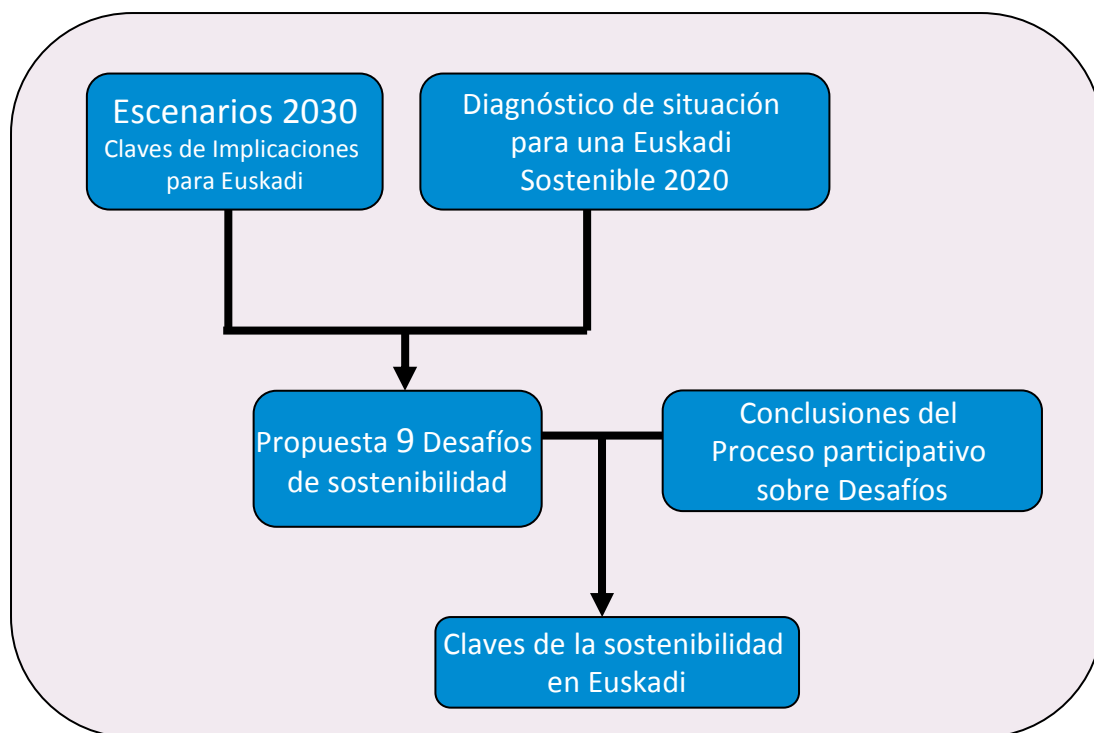 Escenarios 2030
Claves de Implicaciones
para Euskadi
Diagnóstico de situación
para una Euskadi
Sostenible 2020
Propuesta 9 Desafíos
de sostenibilidad
Conclusiones del
Proceso participativo
sobre Desafíos
Claves de la sostenibilidad
en Euskadi